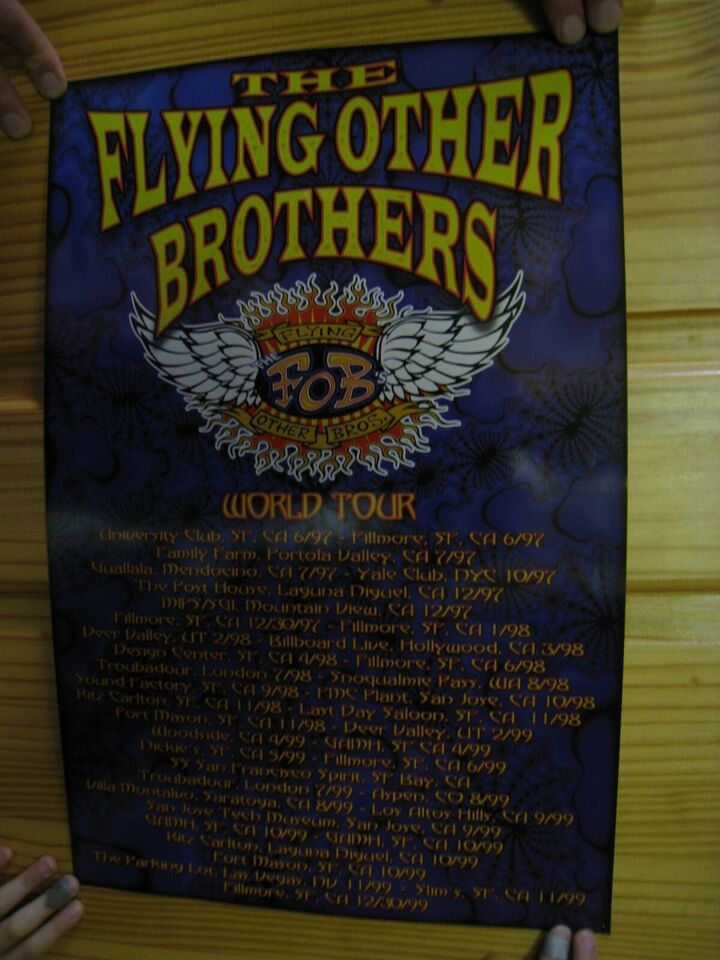 THE
FLYING OTHER
BROTHERS
FLYING
THE FOB'S
OTHER BROS.
WORLD TOUR
University Club, SF, CA 6/97 - Fillmore, SF, CA 6/97
Family Farm, Portola Valley, CA 7/97
Guallala, Mendocino, CA 7/97 - Yale Club, NYC 10/97
The Post House, Laguna Niguel, CA 12/97
MIPS/SGI, Mountain View, CA 12/97
Fillmore, SF, CA 12/30/97 - Fillmore, SF, CA 1/98
Deer Valley, UT 2/98 - Billboard Live, Hollywood, CA 3/98
Design Center, SF, CA 4/98 - Fillmore, SF, CA 6/98
Troubadour, London 7/98 - Snoqualmie Pass, WA 8/98
Sound Factory, SF, CA 9/98 - FMC Plant, San Jose, CA 10/98
Ritz Carlton, SF, CA 11/98 - Last Day Saloon, SF, CA 11/98
Fort Mason, SF, CA 11/98 - Deer Valley, UT 2/99
Woodside, CA 4/99 - GAMH, SF, CA 4/99
Dickie's, SF, CA 5/99 - Fillmore, SF, CA 6/99
SS San Francisco Spirit, SF Bay, CA
Troubadour, London 7/99 - Aspen, CO 8/99
Villa Montalvo, Saratoga, CA 8/99 - Los Altos Hills, CA 9/99
San Jose Tech Museum, San Jose, CA 9/99
GAMH, SF, CA 10/99 - GAMH, SF, CA 10/99
Ritz Carlton, Laguna Niguel, CA 10/99
Fort Mason, SF, CA 10/99
The Parking Lot, Las Vegas, NV 11/99 - Slim's, SF, CA 11/99
Fillmore, SF, CA 12/30/99